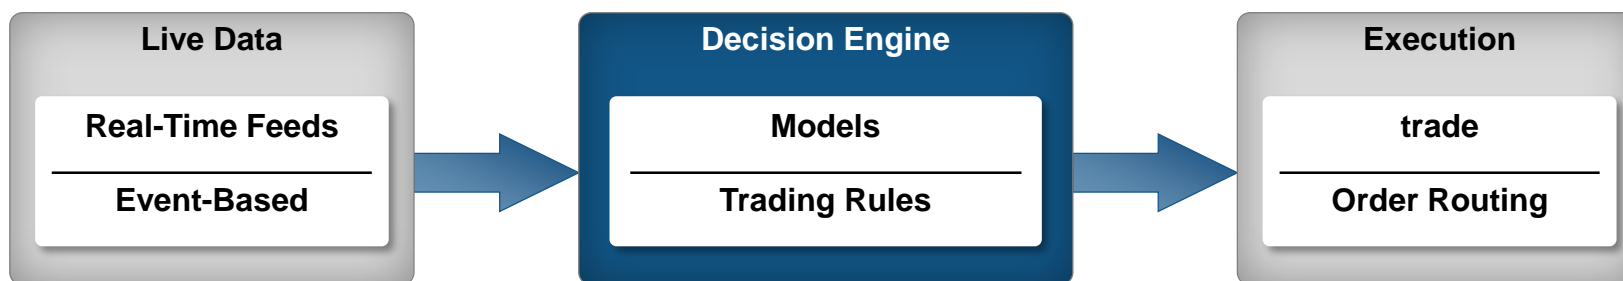 Live Data
Real-Time Feeds
Event-Based
Decision Engine
Models
Trading Rules
Execution
trade
Order Routing